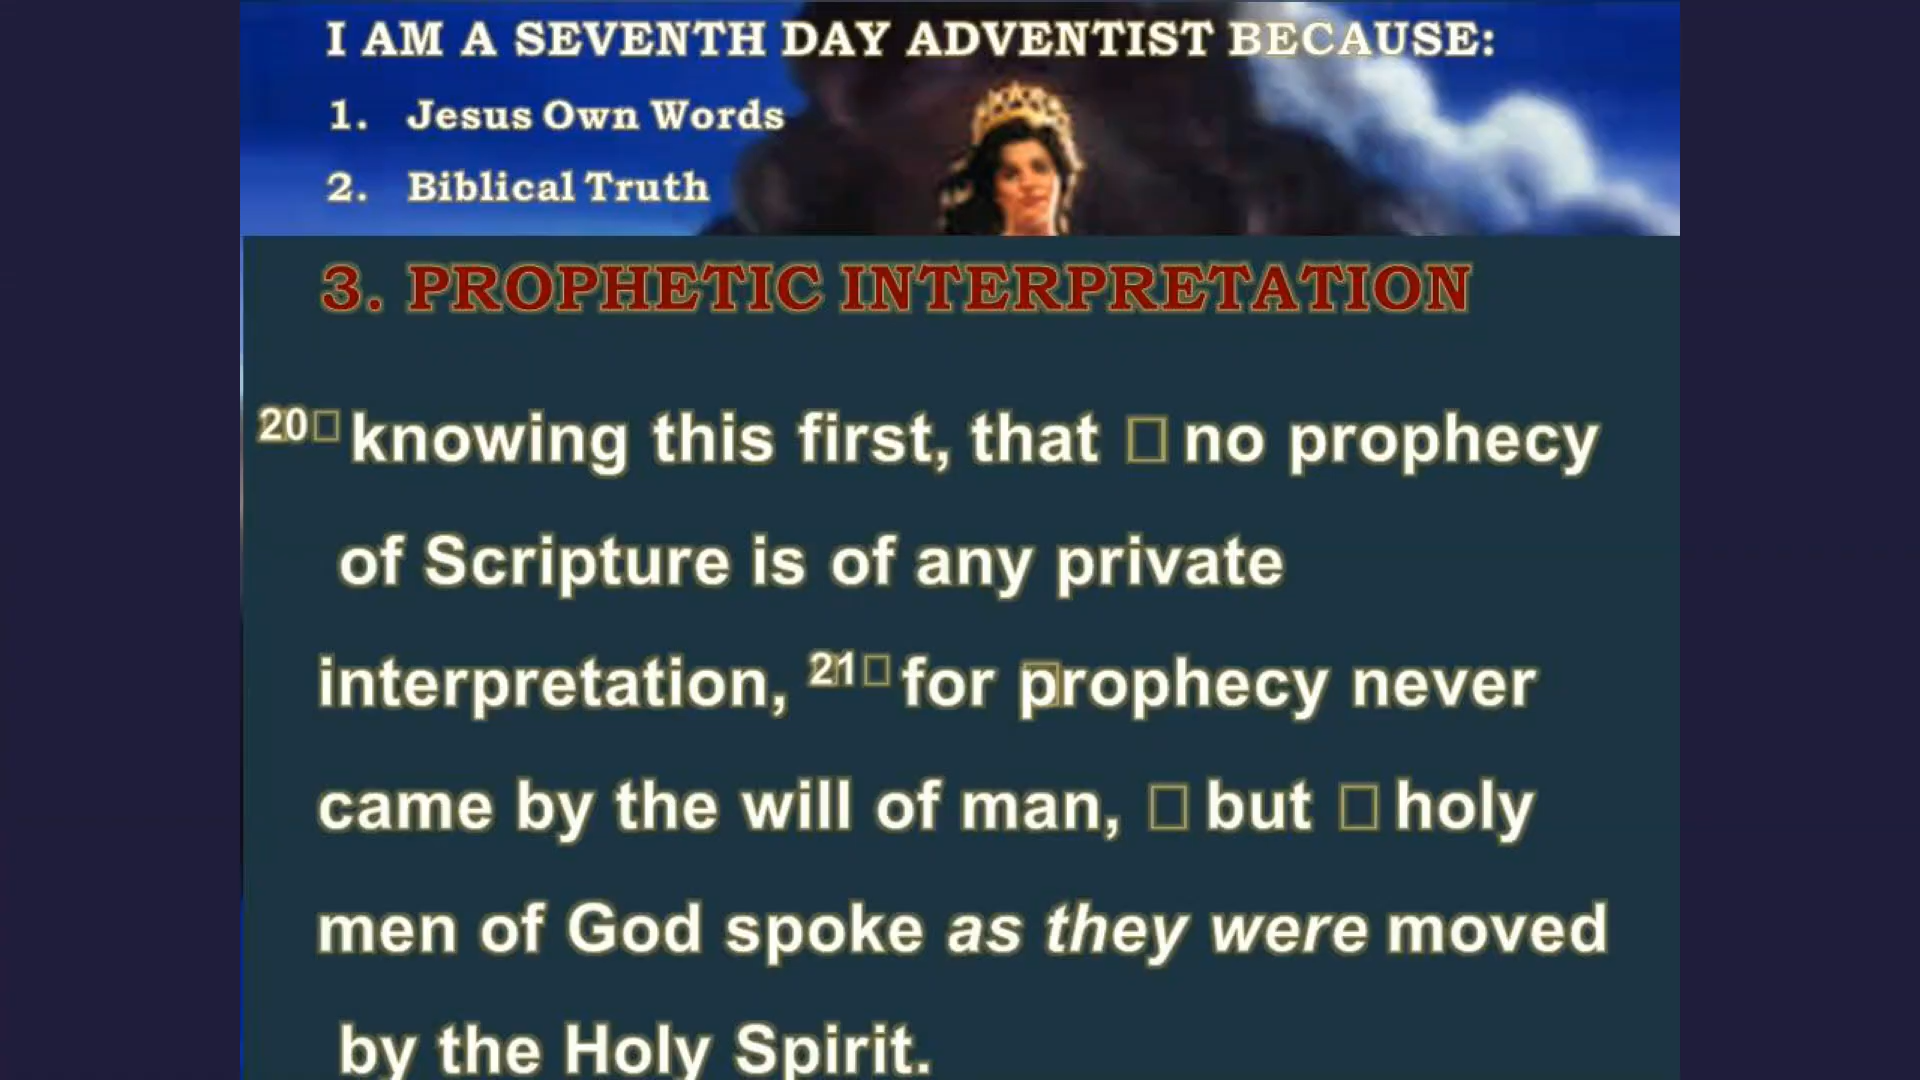 I AM A SEVENTH DAY ADVENTIST BECAUSE:
1. Jesus Own Words
2. Biblical Truth
3. PROPHETIC INTERPRETATION
20 knowing this first, that no prophecy
of Scripture is of any private
interpretation, 21 for prophecy never
came by the will of man, but holy
men of God spoke as they were moved
by the Holy Spirit.